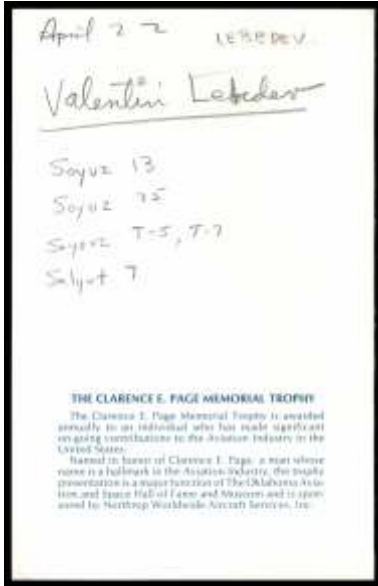 April 22
LEBEDEV
Valentin Lebedev
Soyuz 13
Soyuz 35
Soyuz T-5, T-7
Salyut 7
THE CLARENCE E. PAGE MEMORIAL TROPHY
The Clarence E. Page Memorial Trophy is awarded
annually to an individual who has made significant
on-going contributions to the Aviation Industry in the
United States.
Named in honor of Clarence E. Page, a man whose
name is a hallmark in the Aviation Industry, the trophy
presentation is a major function of The Oklahoma Avia-
tion and Space Hall of Fame and Museum and is spon-
sored by Northrop Worldwide Aircraft Services, Inc.